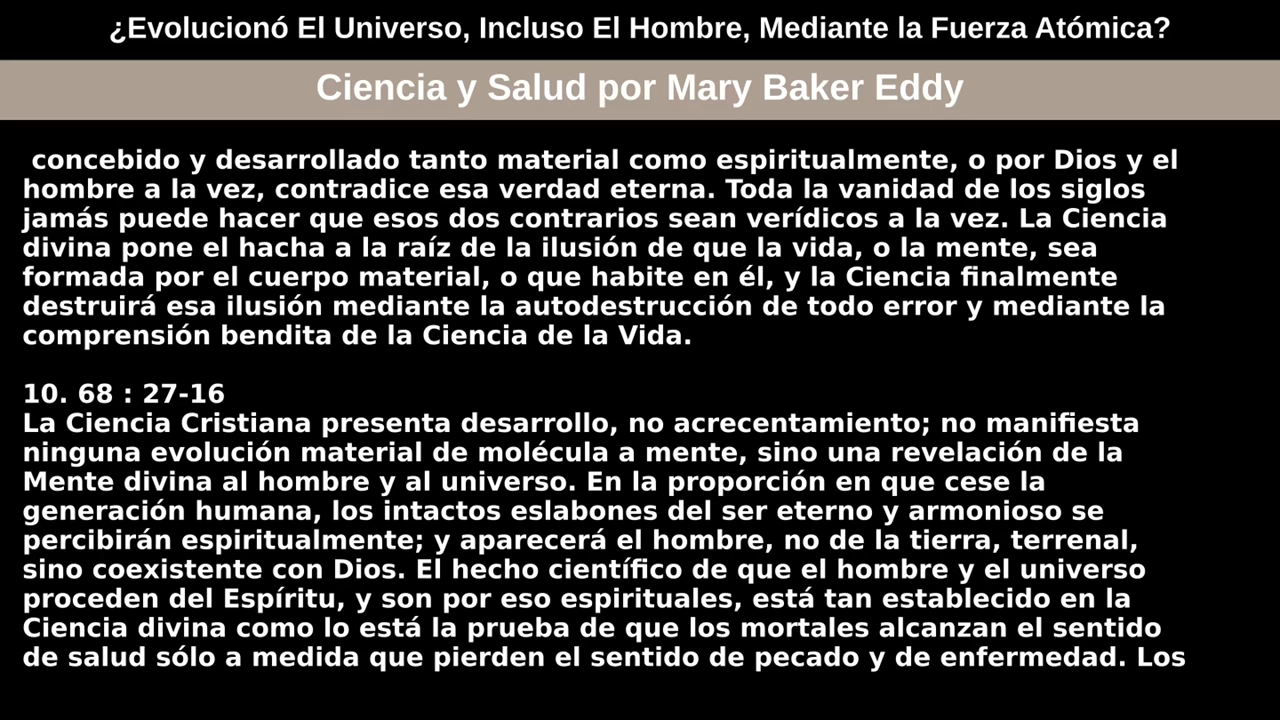 ¿Evolucionó El Universo, Incluso El Hombre, Mediante la Fuerza Atómica?
Ciencia y Salud por Mary Baker Eddy
concebido y desarrollado tanto material como espiritualmente, o por Dios y el
hombre a la vez, contradice esa verdad eterna. Toda la vanidad de los siglos
jamás puede hacer que esos dos contrarios sean verídicos a la vez. La Ciencia
divina pone el hacha a la raíz de la ilusión de que la vida, o la mente, sea
formada por el cuerpo material, o que habite en él, y la Ciencia finalmente
destruirá esa ilusión mediante la autodestrucción de todo error y mediante la
comprensión bendita de la Ciencia de la Vida.
10. 68 : 27-16
La Ciencia Cristiana presenta desarrollo, no acrecentamiento; no manifiesta
ninguna evolución material de molécula a mente, sino una revelación de la
Mente divina al hombre y al universo. En la proporción en que cese la
generación humana, los intactos eslabones del ser eterno y armonioso se
percibirán espiritualmente; y aparecerá el hombre, no de la tierra, terrenal,
sino coexistente con Dios. El hecho científico de que el hombre y el universo
proceden del Espíritu, y son por eso espirituales, está tan establecido en la
Ciencia divina como lo está la prueba de que los mortales alcanzan el sentido
de salud sólo a medida que pierden el sentido de pecado y de enfermedad. Los